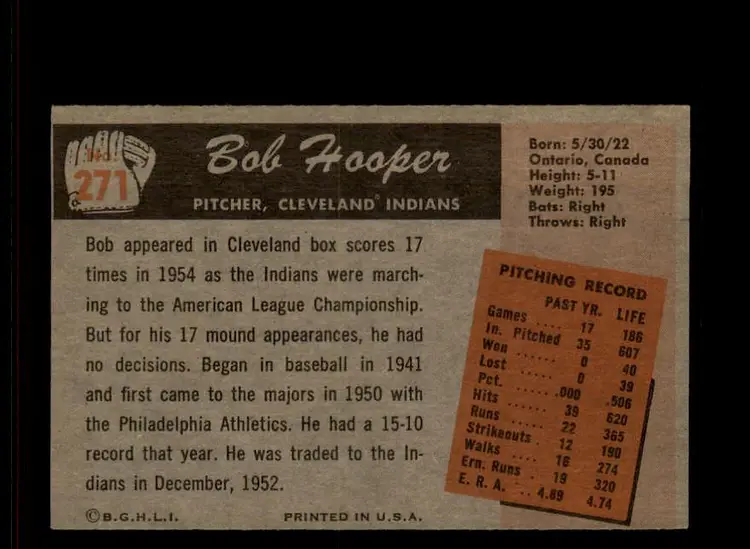 No.
271
Bob Hooper
PITCHER, CLEVELAND INDIANS
Born: 5/30/22
Ontario, Canada
Height: 5-11
Weight: 195
Bats: Right
Throws: Right
Bob appeared in Cleveland box scores 17
times in 1954 as the Indians were march-
ing to the American League Championship.
But for his 17 mound appearances, he had
no decisions. Began in baseball in 1941
and first came to the majors in 1950 with
the Philadelphia Athletics. He had a 15-10
record that year. He was traded to the In-
dians in December, 1952.
PITCHING RECORD
PAST YR. LIFE
Games .... 17 186
In. Pitched 35 607
Won ...... 0 40
Lost ..... 0 39
Pct. .... .000 .506
Hits .... 39 620
Runs .... 22 365
Strikeouts . 12 190
Walks .... 16 274
Ern. Runs . 19 320
E. R. A. .. 4.89 4.74
©B.G.H.L.I. PRINTED IN U.S.A.